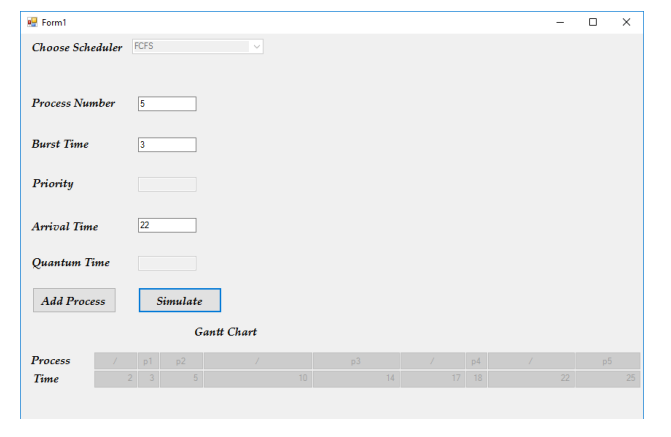 Form1
Choose Scheduler FCFS
Process Number 5
Burst Time 3
Priority
Arrival Time 22
Quantum Time
Add Process Simulate
Gantt Chart
Process / p1 p2 / p3 / p4 / p5
Time 2 3 5 10 14 17 18 22 25